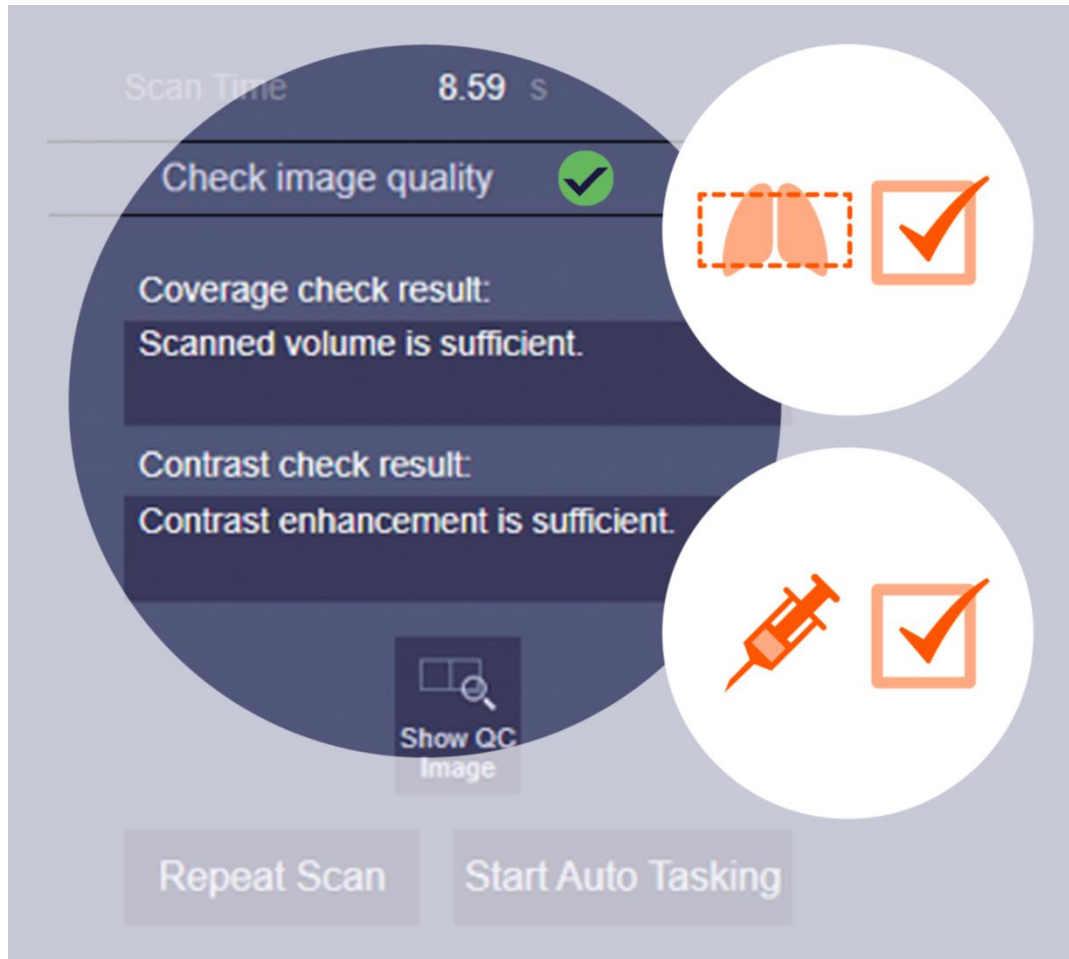 Scan Time 8.59 s
Check image quality
Coverage check result:
Scanned volume is sufficient.
Contrast check result:
Contrast enhancement is sufficient.
Show QC
Image
Repeat Scan Start Auto Tasking